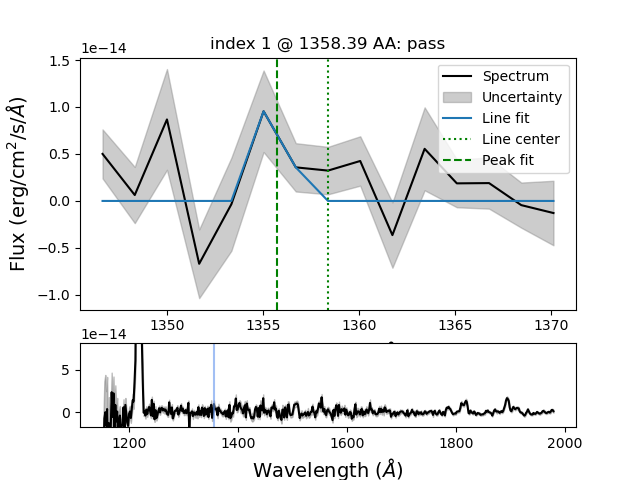 index 1 @ 1358.39 AA: pass
1e−14
1.5
1.0
0.5
0.0
−0.5
−1.0
Flux (erg/cm²/s/Å)
Spectrum
Uncertainty
Line fit
Line center
Peak fit
1350
1355
1360
1365
1370
1e−14
5
0
1200
1400
1600
1800
2000
Wavelength (Å)